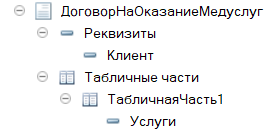 ДоговорНаОказаниеМедуслуг
Реквизиты
Клиент
Табличные части
ТабличнаяЧасть1
Услуги